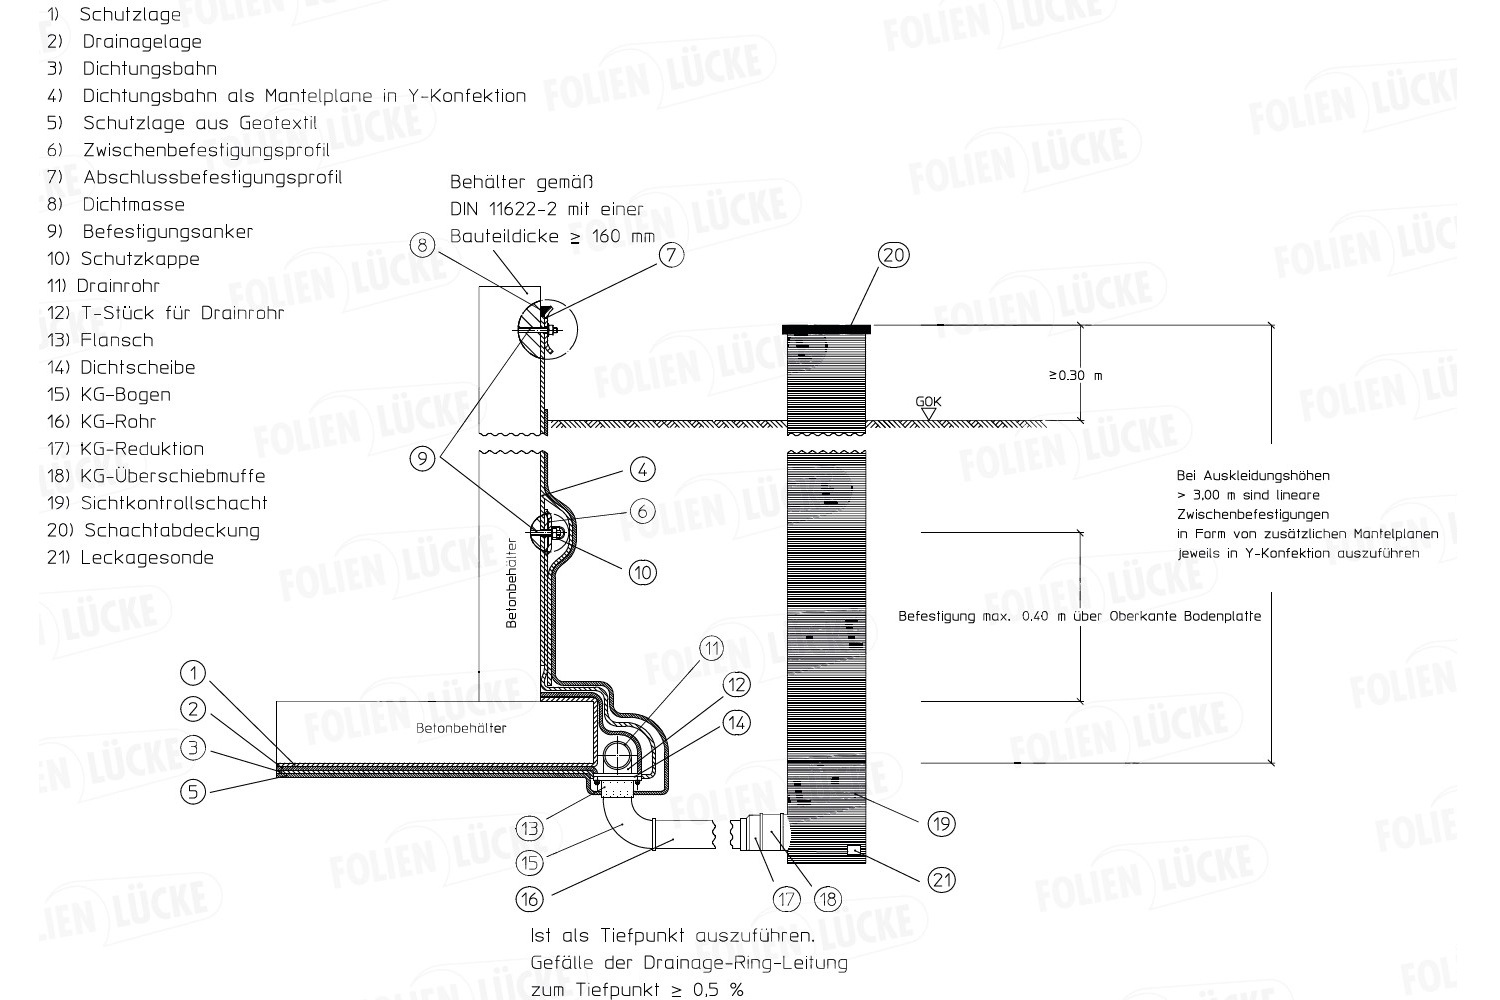 1) Schutzlage
2) Drainagelage
3) Dichtungsbahn
4) Dichtungsbahn als Mantelplane in Y-Konfektion
5) Schutzlage aus Geotextil
6) Zwischenbefestigungsprofil
7) Abschlussbefestigungsprofil
8) Dichtmasse
9) Befestigungsanker
10) Schutzkappe
11) Drainrohr
12) T-Stück für Drainrohr
13) Flansch
14) Dichtscheibe
15) KG-Bogen
16) KG-Rohr
17) KG-Reduktion
18) KG-Überschiebmuffe
19) Sichtkontrollschacht
20) Schachtabdeckung
21) Leckagesonde
Behälter gemäß
DIN 11622-2 mit einer
Bauteildicke ≥ 160 mm
8
7
20
≥0.30 m
GOK
9
4
6
10
Betonbehälter
Bei Auskleidungshöhen
> 3,00 m sind lineare
Zwischenbefestigungen
in Form von zusätzlichen Mantelplanen
jeweils in Y-Konfektion auszuführen
Befestigung max. 0.40 m über Oberkante Bodenplatte
1
2
3
5
Betonbehälter
11
12
14
13
15
16
17
18
19
21
Ist als Tiefpunkt auszuführen.
Gefälle der Drainage-Ring-Leitung
zum Tiefpunkt ≥ 0,5 %
FOLIEN LÜCKE